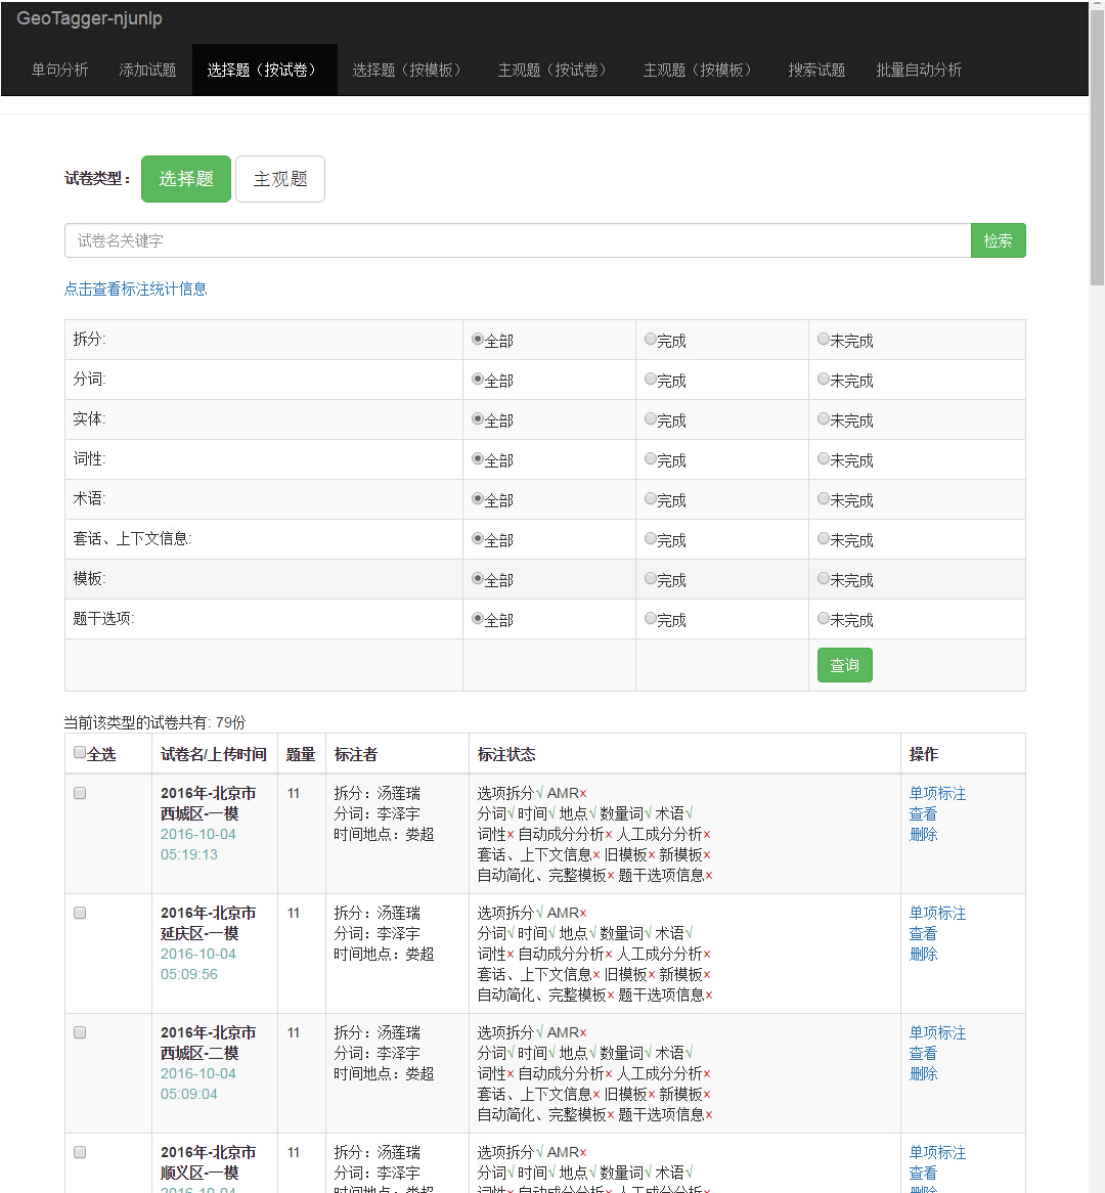 GeoTagger-njunlp
单句分析 添加试题 选择题（按试卷） 选择题（按模板） 主观题（按试卷） 主观题（按模板） 搜索试题 批量自动分析
试卷类型： 选择题 主观题
试卷名关键字 检索
点击查看标注统计信息
拆分: 全部 完成 未完成
分词: 全部 完成 未完成
实体: 全部 完成 未完成
词性: 全部 完成 未完成
术语: 全部 完成 未完成
套话、上下文信息: 全部 完成 未完成
模板: 全部 完成 未完成
题干选项: 全部 完成 未完成
查询
当前该类型的试卷共有: 79份
全选 试卷名/上传时间 题量 标注者 标注状态 操作
2016年-北京市 11 拆分：汤莲瑞 选项拆分√ AMR× 单项标注
西城区-一模 分词：李泽宇 分词√ 时间√ 地点√ 数量词√ 术语√ 查看
2016-10-04 时间地点：娄超 词性× 自动成分分析× 人工成分分析× 删除
05:19:13 套话、上下文信息× 旧模板× 新模板×
自动简化、完整模板× 题干选项信息×
2016年-北京市 11 拆分：汤莲瑞 选项拆分√ AMR× 单项标注
延庆区-一模 分词：李泽宇 分词√ 时间√ 地点√ 数量词√ 术语√ 查看
2016-10-04 时间地点：娄超 词性× 自动成分分析× 人工成分分析× 删除
05:09:56 套话、上下文信息× 旧模板× 新模板×
自动简化、完整模板× 题干选项信息×
2016年-北京市 11 拆分：汤莲瑞 选项拆分√ AMR× 单项标注
西城区-二模 分词：李泽宇 分词√ 时间√ 地点√ 数量词√ 术语√ 查看
2016-10-04 时间地点：娄超 词性× 自动成分分析× 人工成分分析× 删除
05:09:04 套话、上下文信息× 旧模板× 新模板×
自动简化、完整模板× 题干选项信息×
2016年-北京市 11 拆分：汤莲瑞 选项拆分√ AMR× 单项标注
顺义区-一模 分词：李泽宇 分词√ 时间√ 地点√ 数量词√ 术语√ 查看
2016-10-04 时间地点：娄超 词性× 自动成分分析× 人工成分分析× 删除